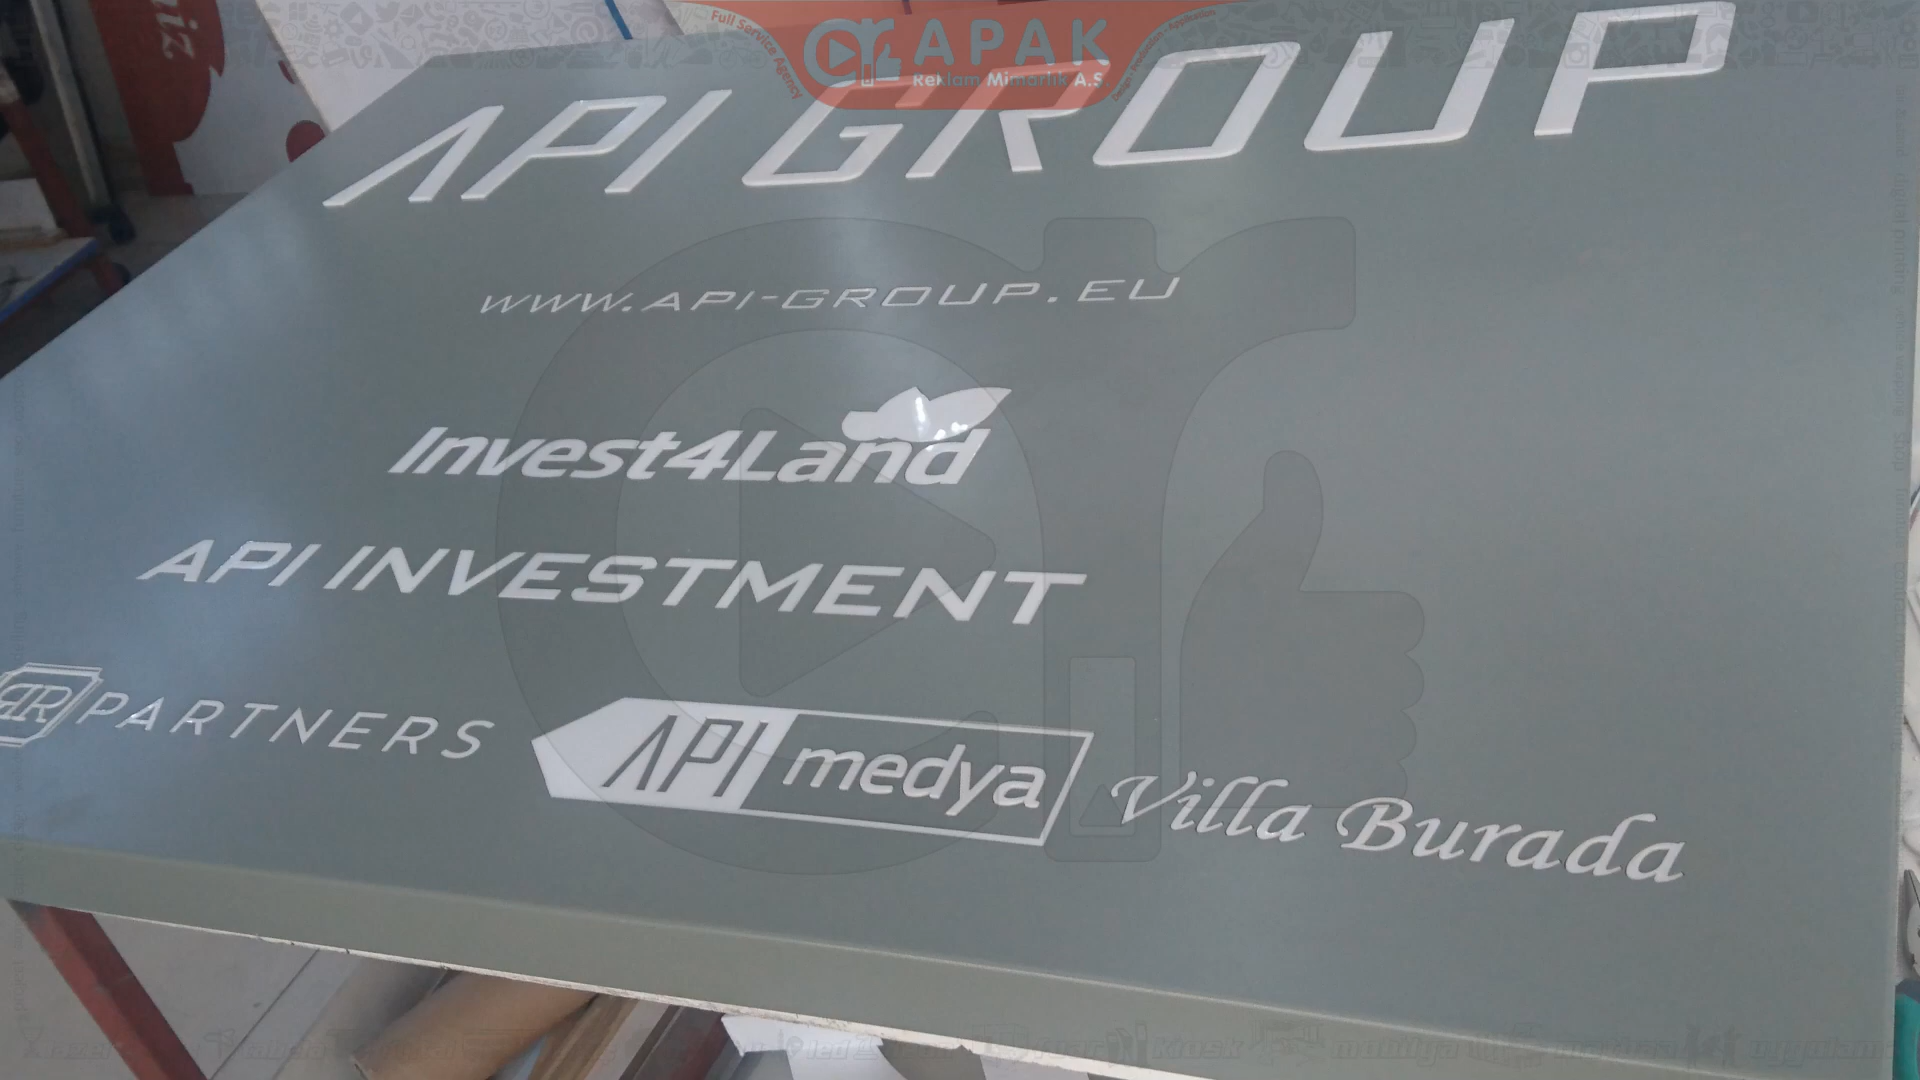 niz
Full Service Agency
APAK
Reklam Mimarlık A.Ş.
API GROUP
WWW.API-GROUP.EU
Invest4Land
API INVESTMENT
PARTNERS
API medya
Villa Burada